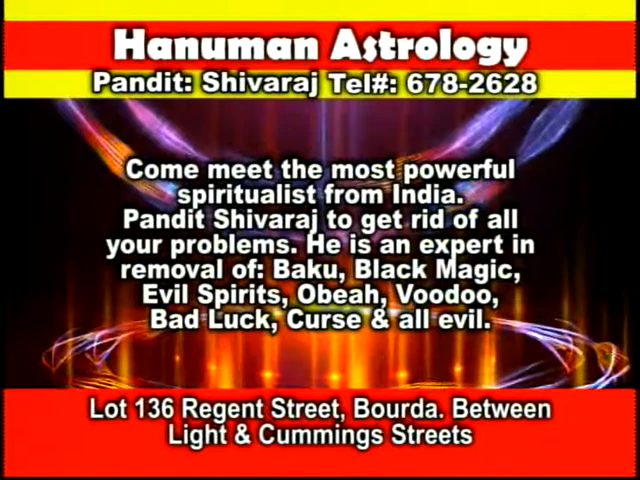 Hanuman Astrology
Pandit: Shivaraj Tel#: 678-2628
Come meet the most powerful
spiritualist from India.
Pandit Shivaraj to get rid of all
your problems. He is an expert in
removal of: Baku, Black Magic,
Evil Spirits, Obeah, Voodoo,
Bad Luck, Curse & all evil.
Lot 136 Regent Street, Bourda. Between
Light & Cummings Streets